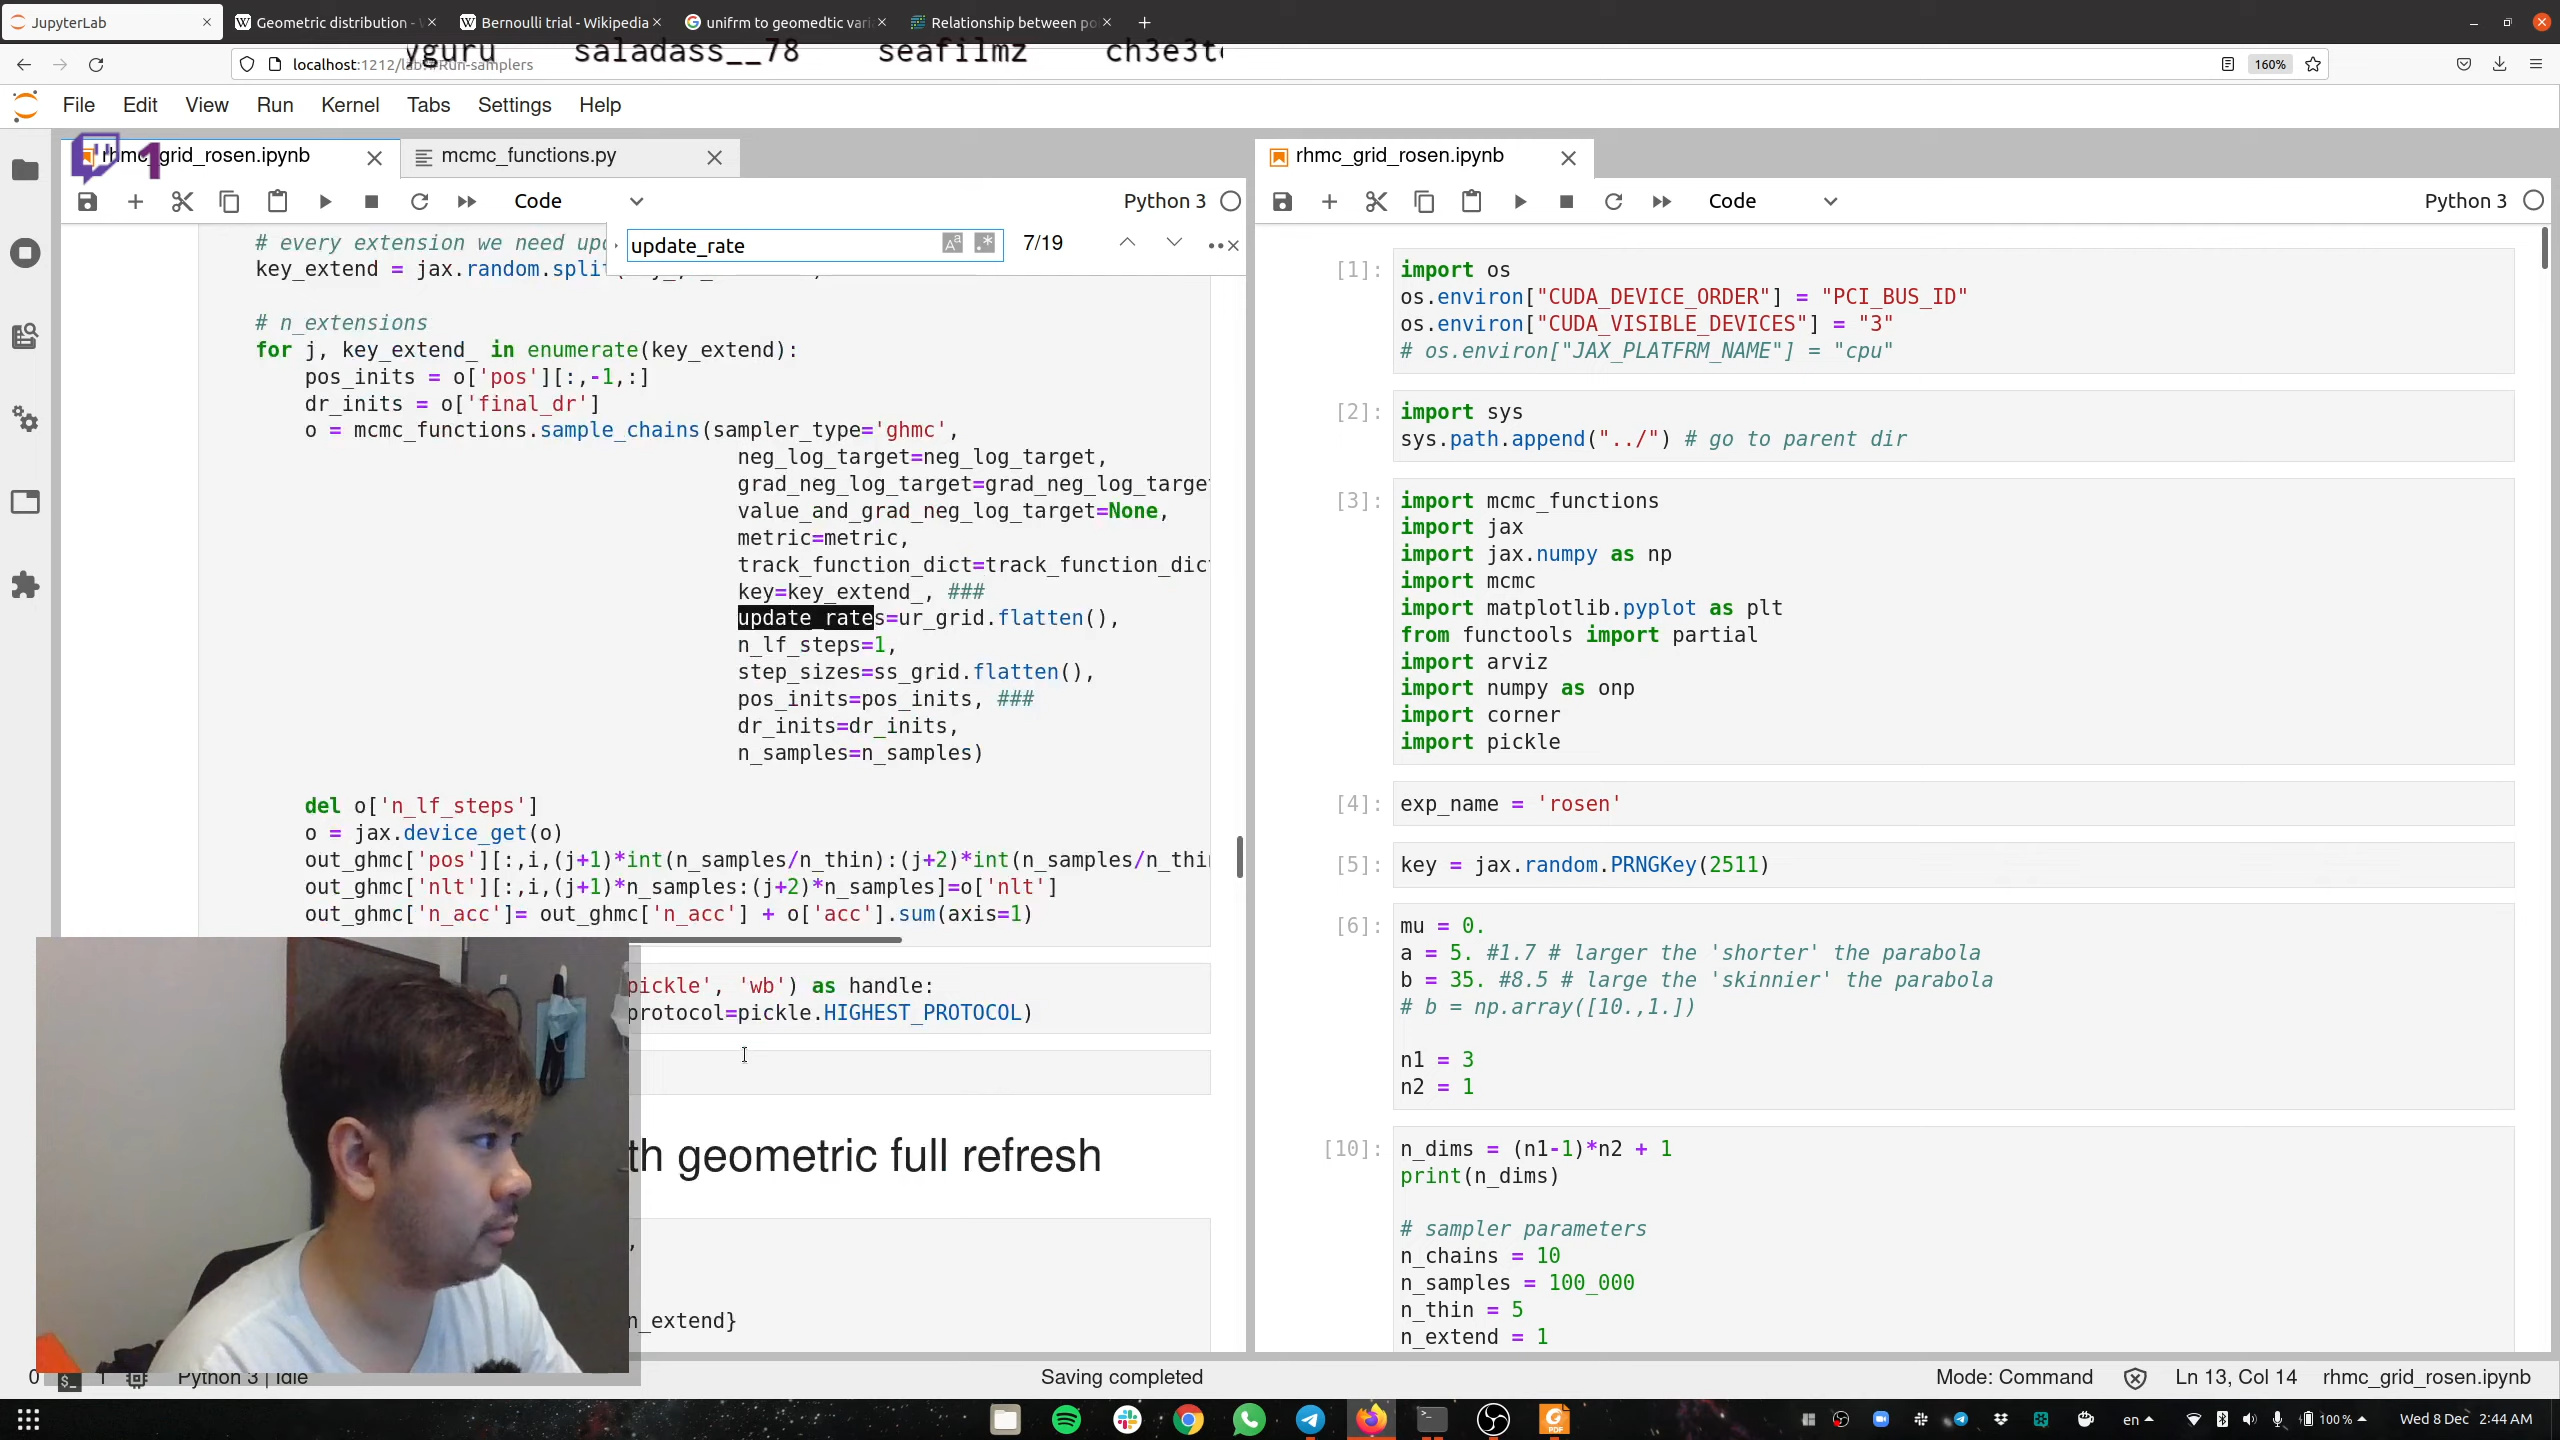 JupyterLab
Geometric distribution -
Bernoulli trial - Wikipedia
unifrm to geomedtic vari
Relationship between po
yguru saladass__78 seafilmz
160%
File Edit View Run Kernel Tabs Settings Help
rhmc_grid_rosen.ipynb
1
mcmc_functions.py
Code
Python 3
update_rate
7/19
# every extension we need
key_extend = jax.random.split
# n_extensions
for j, key_extend_ in enumerate(key_extend):
pos_inits = o['pos'][:,-1,:]
dr_inits = o['final_dr']
o = mcmc_functions.sample_chains(sampler_type='ghmc',
neg_log_target=neg_log_target,
grad_neg_log_target=grad_neg_log_targe
value_and_grad_neg_log_target=None,
metric=metric,
track_function_dict=track_function_dic
key=key_extend_, ###
update_rates=ur_grid.flatten(),
n_lf_steps=1,
step_sizes=ss_grid.flatten(),
pos_inits=pos_inits, ###
dr_inits=dr_inits,
n_samples=n_samples)
del o['n_lf_steps']
o = jax.device_get(o)
out_ghmc['pos'][:,i,(j+1)*int(n_samples/n_thin):(j+2)*int(n_samples/n_thi
out_ghmc['nlt'][:,i,(j+1)*n_samples:(j+2)*n_samples]=o['nlt']
out_ghmc['n_acc']= out_ghmc['n_acc'] + o['acc'].sum(axis=1)
pickle', 'wb') as handle:
protocol=pickle.HIGHEST_PROTOCOL)
th geometric full refresh
,
n_extend}
rhmc_grid_rosen.ipynb
Code
Python 3
[1]: import os
os.environ["CUDA_DEVICE_ORDER"] = "PCI_BUS_ID"
os.environ["CUDA_VISIBLE_DEVICES"] = "3"
# os.environ["JAX_PLATFRM_NAME"] = "cpu"
[2]: import sys
sys.path.append("../") # go to parent dir
[3]: import mcmc_functions
import jax
import jax.numpy as np
import mcmc
import matplotlib.pyplot as plt
from functools import partial
import arviz
import numpy as onp
import corner
import pickle
[4]: exp_name = 'rosen'
[5]: key = jax.random.PRNGKey(2511)
[6]: mu = 0.
a = 5. #1.7 # larger the 'shorter' the parabola
b = 35. #8.5 # large the 'skinnier' the parabola
# b = np.array([10.,1.])
n1 = 3
n2 = 1
[10]: n_dims = (n1-1)*n2 + 1
print(n_dims)
# sampler parameters
n_chains = 10
n_samples = 100_000
n_thin = 5
n_extend = 1
0 1 Python 3 | Idle
Saving completed
Mode: Command
Ln 13, Col 14
rhmc_grid_rosen.ipynb
en
100 %
Wed 8 Dec 2:44 AM